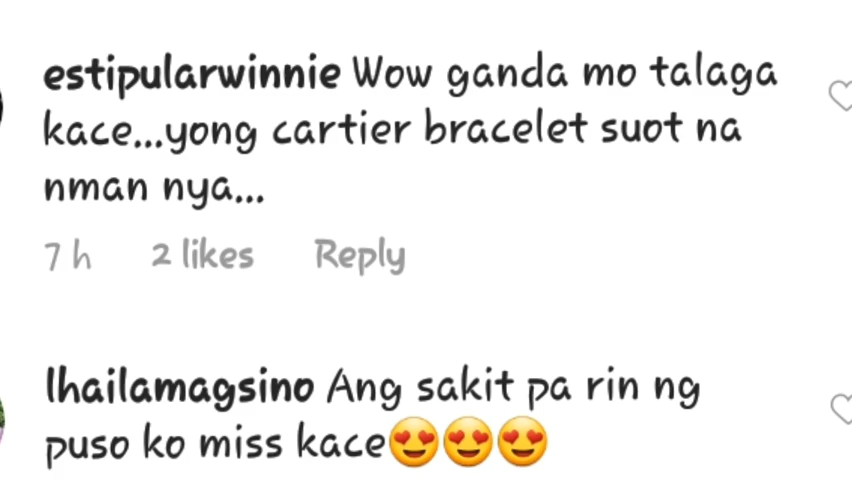 estipularwinnie Wow ganda mo talaga
kace...yong cartier bracelet suot na
nman nya...
7 h 2 likes Reply
lhailamagsino Ang sakit pa rin ng
puso ko miss kace😍😍😍